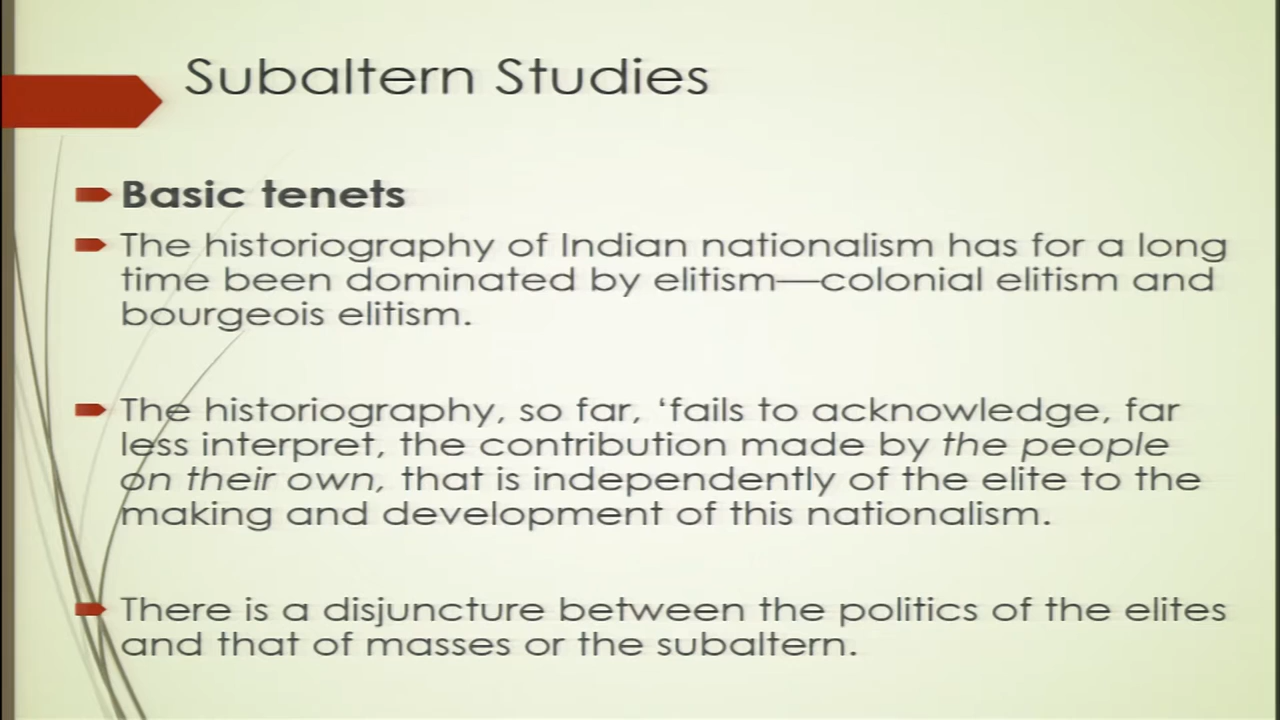 Subaltern Studies
Basic tenets
The historiography of Indian nationalism has for a long
time been dominated by elitism—colonial elitism and
bourgeois elitism.
The historiography, so far, ‘fails to acknowledge, far
less interpret, the contribution made by the people
on their own, that is independently of the elite to the
making and development of this nationalism.
There is a disjuncture between the politics of the elites
and that of masses or the subaltern.